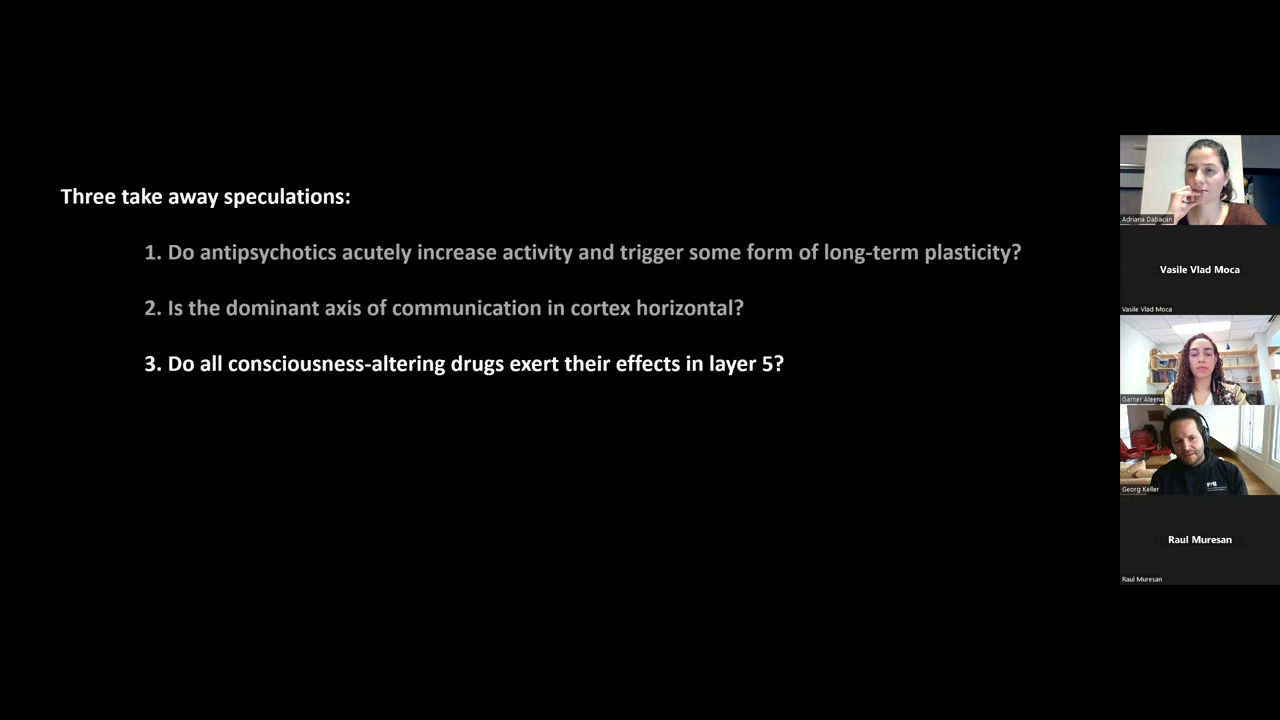 Three take away speculations:
1. Do antipsychotics acutely increase activity and trigger some form of long-term plasticity?
2. Is the dominant axis of communication in cortex horizontal?
3. Do all consciousness-altering drugs exert their effects in layer 5?
Adriana Dabacan
Vasile Vlad Moca
Vasile Vlad Moca
Garner Aleena
Georg Keller
Raul Muresan
Raul Muresan